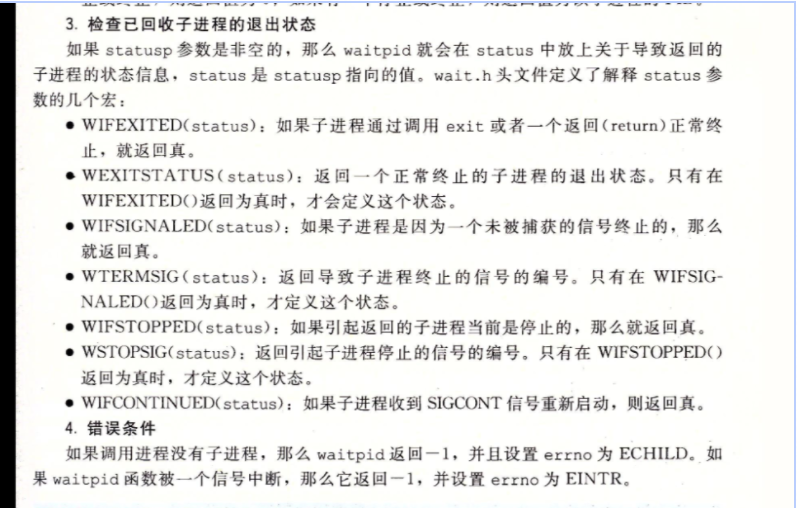 3. 检查已回收子进程的退出状态
如果 statusp 参数是非空的，那么 waitpid 就会在 status 中放上关于导致返回的
子进程的状态信息，status 是 statusp 指向的值。wait.h 头文件定义了解释 status 参
数的几个宏：
● WIFEXITED(status)：如果子进程通过调用 exit 或者一个返回(return)正常终
止，就返回真。
● WEXITSTATUS(status)：返回一个正常终止的子进程的退出状态。只有在
WIFEXITED()返回为真时，才会定义这个状态。
● WIFSIGNALED(status)：如果子进程是因为一个未被捕获的信号终止的，那么
就返回真。
● WTERMSIG(status)：返回导致子进程终止的信号的编号。只有在 WIFSIG-
NALED()返回为真时，才定义这个状态。
● WIFSTOPPED(status)：如果引起返回的子进程当前是停止的，那么就返回真。
● WSTOPSIG(status)：返回引起子进程停止的信号的编号。只有在 WIFSTOPPED()
返回为真时，才定义这个状态。
● WIFCONTINUED(status)：如果子进程收到 SIGCONT 信号重新启动，则返回真。
4. 错误条件
如果调用进程没有子进程，那么 waitpid 返回－1，并且设置 errno 为 ECHILD。如
果 waitpid 函数被一个信号中断，那么它返回－1，并设置 errno 为 EINTR。